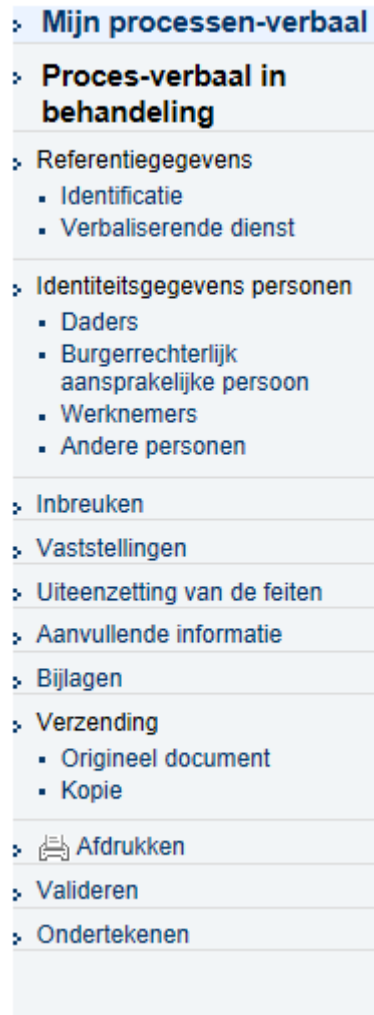 Mijn processen-verbaal
Proces-verbaal in
behandeling
Referentiegegevens
Identificatie
Verbaliserende dienst
Identiteitsgegevens personen
Daders
Burgerrechterlijk
aansprakelijke persoon
Werknemers
Andere personen
Inbreuken
Vaststellingen
Uiteenzetting van de feiten
Aanvullende informatie
Bijlagen
Verzending
Origineel document
Kopie
Afdrukken
Valideren
Ondertekenen